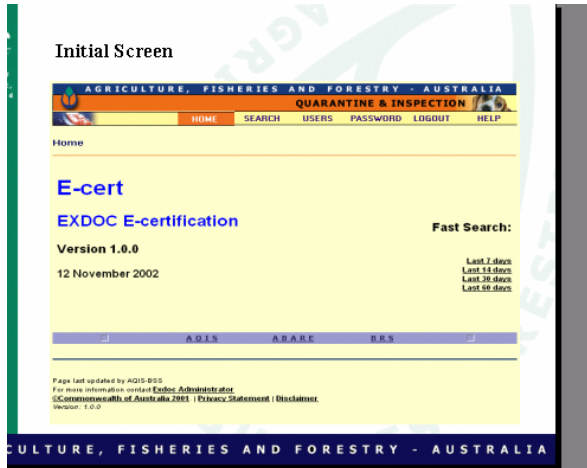 Initial Screen
AGRICULTURE, FISHERIES AND FORESTRY - AUSTRALIA
QUARANTINE & INSPECTION
HOME SEARCH USERS PASSWORD LOGOUT HELP
Home
E-cert
EXDOC E-certification
Fast Search:
Version 1.0.0
Last 7 days
12 November 2002
Last 14 days
Last 30 days
Last 60 days
AQIS ABARE BRS
Page last updated by AQIS-BSS
For more information contact Exdoc Administrator
©Commonwealth of Australia 2001. | Privacy Statement | Disclaimer
Version: 1.0.0
CULTURE, FISHERIES AND FORESTRY - AUSTRALIA